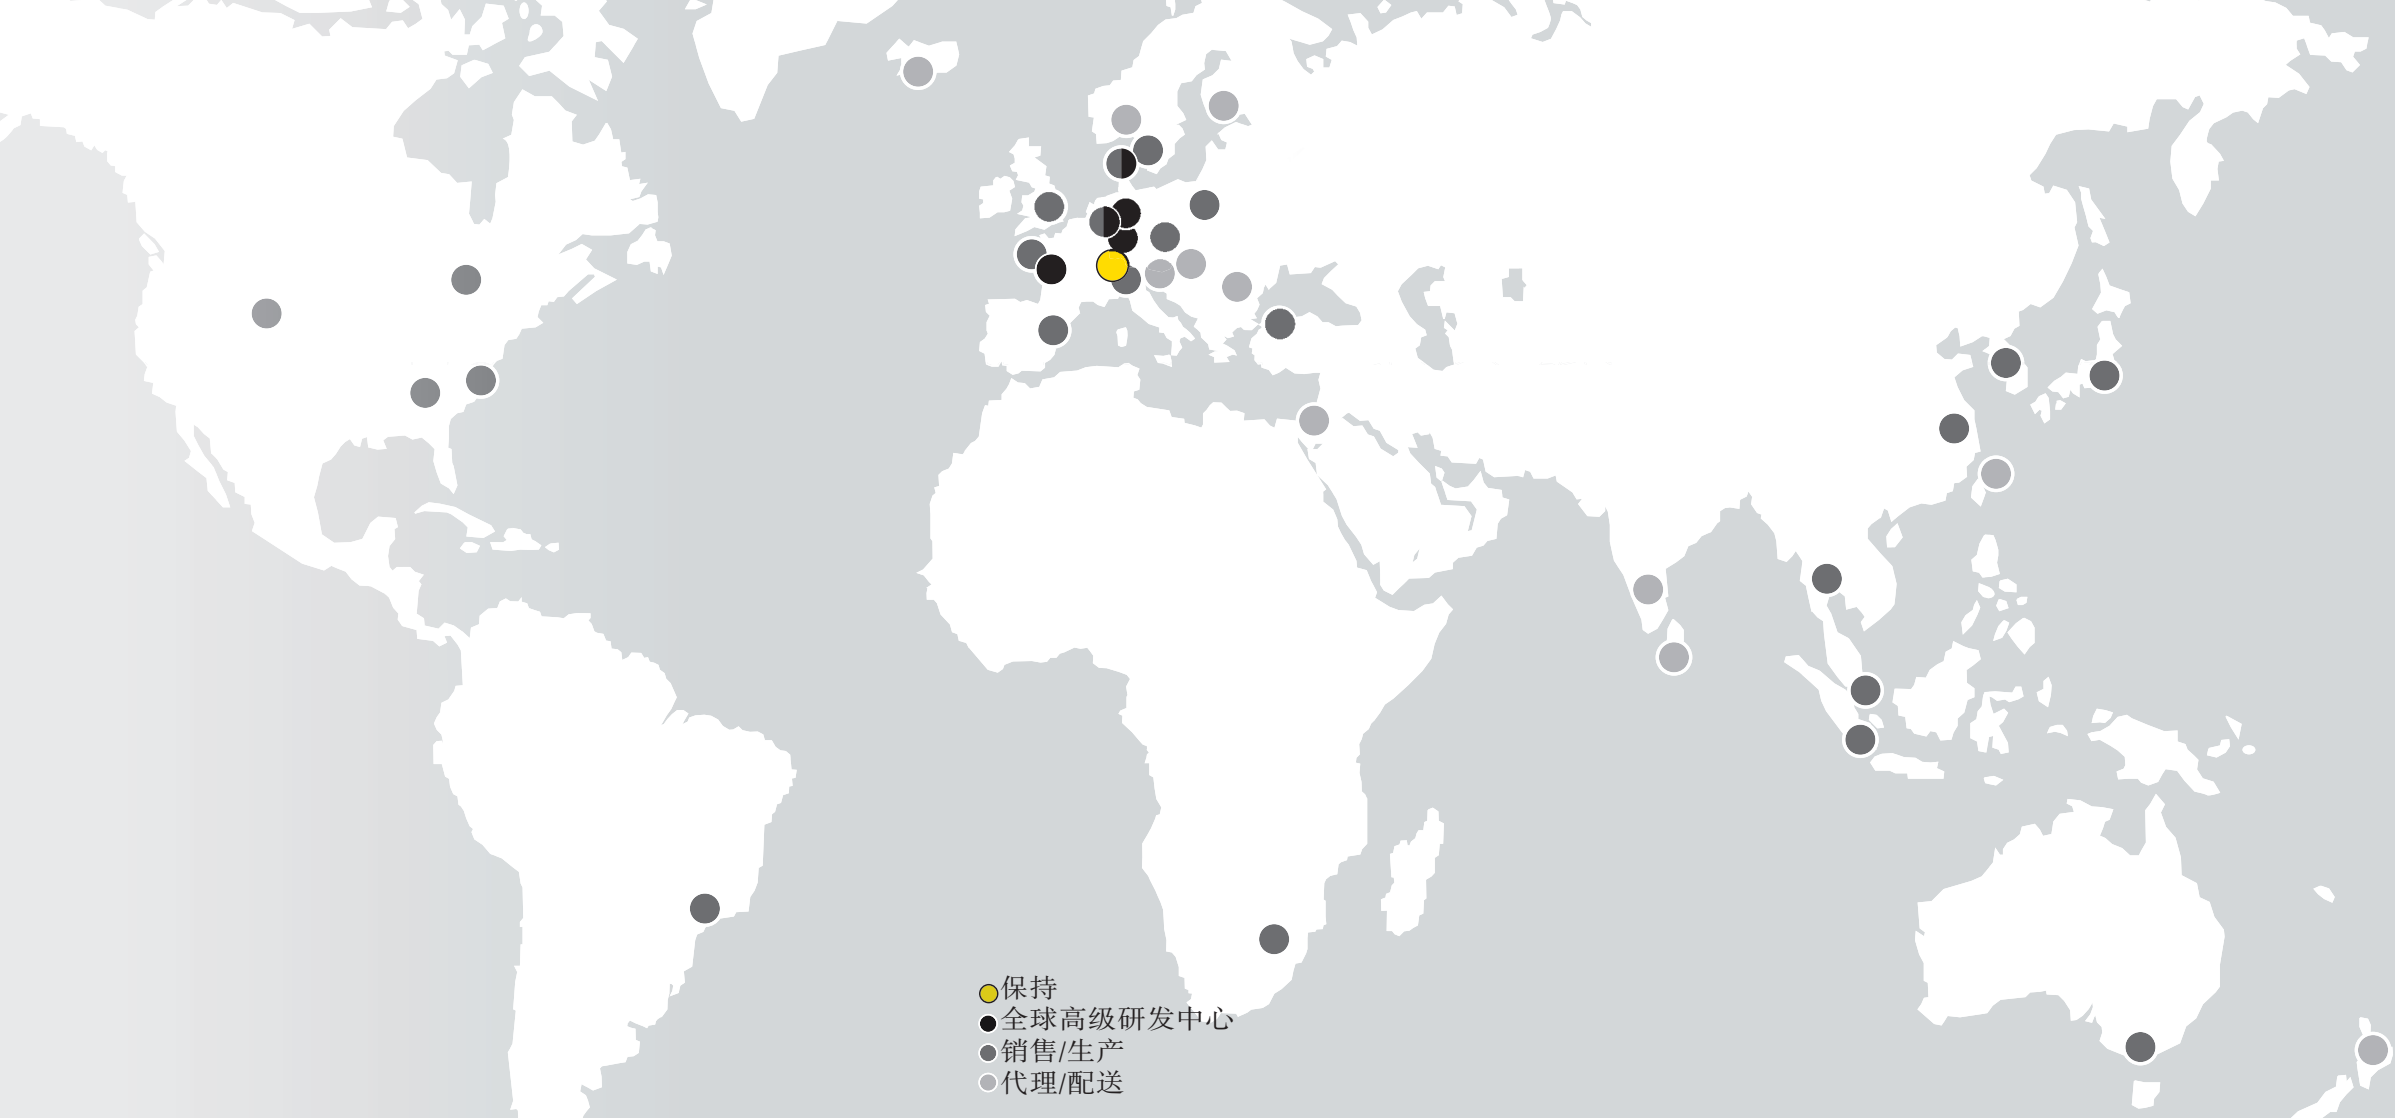 保持
全球高级研发中心
销售/生产
代理/配送